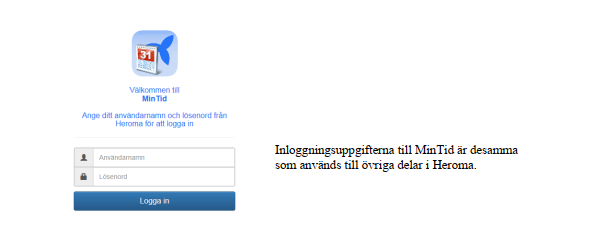 31
Välkommen till
MinTid
Ange ditt användarnamn och lösenord från
Heroma för att logga in
Användarnamn
Lösenord
Logga in
Inloggningsuppgifterna till MinTid är desamma
som används till övriga delar i Heroma.